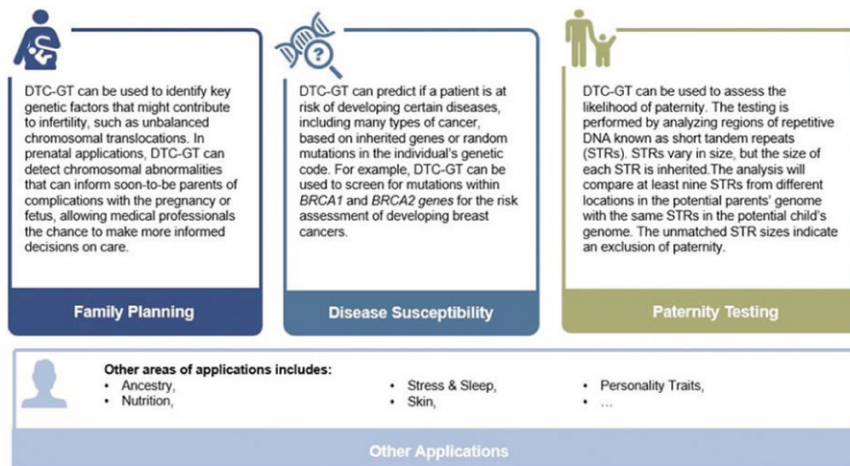 ?
DTC-GT can be used to identify key
genetic factors that might contribute
to infertility, such as unbalanced
chromosomal translocations. In
prenatal applications, DTC-GT can
detect chromosomal abnormalities
that can inform soon-to-be parents of
complications with the pregnancy or
fetus, allowing medical professionals
the chance to make more informed
decisions on care.
Family Planning
DTC-GT can predict if a patient is at
risk of developing certain diseases,
including many types of cancer,
based on inherited genes or random
mutations in the individual's genetic
code. For example, DTC-GT can be
used to screen for mutations within
BRCA1 and BRCA2 genes for the risk
assessment of developing breast
cancers.
Disease Susceptibility
DTC-GT can be used to assess the
likelihood of paternity. The testing is
performed by analyzing regions of repetitive
DNA known as short tandem repeats
(STRs). STRs vary in size, but the size of
each STR is inherited.The analysis will
compare at least nine STRs from different
locations in the potential parents' genome
with the same STRs in the potential child's
genome. The unmatched STR sizes indicate
an exclusion of paternity.
Paternity Testing
Other areas of applications includes:
• Ancestry,
• Nutrition,
• Stress & Sleep,
• Skin,
• Personality Traits,
• ...
Other Applications